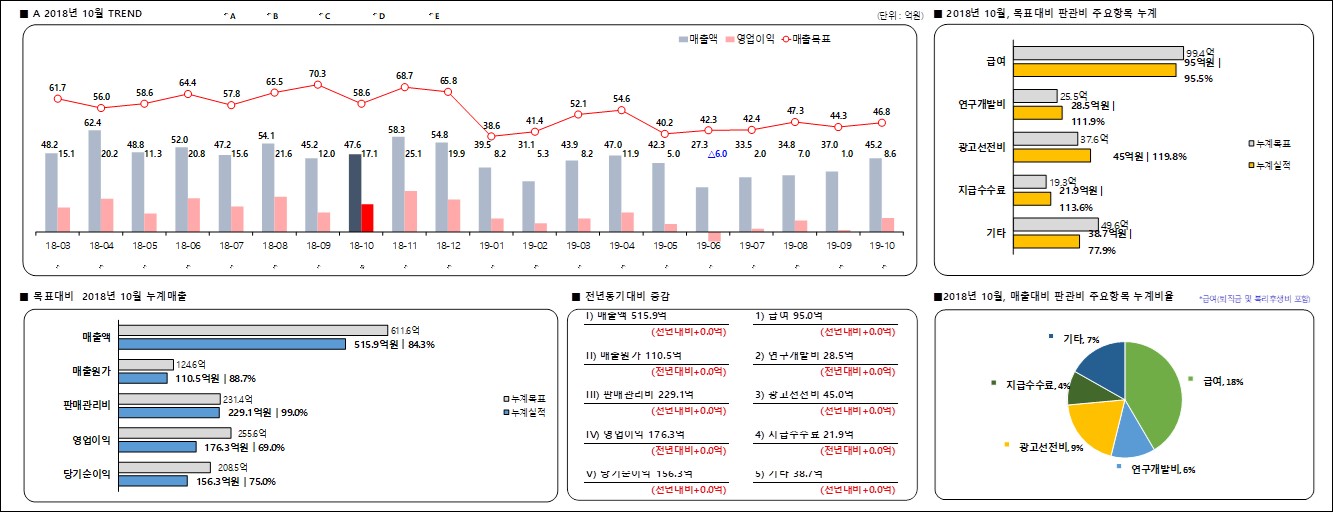 ■ A 2018년 10월 TREND
A B C D E
(단위 : 억원)
매출액 영업이익 매출목표
61.7 56.0 58.6 64.4 57.8 65.5 70.3 58.6 68.7 65.8 38.6 41.4 52.1 54.6 40.2 42.3 42.4 47.3 44.3 46.8
48.2 62.4 48.8 52.0 47.2 54.1 45.2 47.6 58.3 54.8 39.5 31.1 43.9 47.0 42.3 27.3 33.5 34.8 37.0 45.2
15.1 20.2 11.3 20.8 15.6 21.6 12.0 17.1 25.1 19.9 8.2 5.3 8.2 11.9 5.0 △6.0 2.0 7.0 1.0 8.6
18-03 18-04 18-05 18-06 18-07 18-08 18-09 18-10 18-11 18-12 19-01 19-02 19-03 19-04 19-05 19-06 19-07 19-08 19-09 19-10
■ 2018년 10월, 목표대비 판관비 주요항목 누계
급여 99.4억
95억원 |
95.5%
연구개발비 25.5억
28.5억원 |
111.9%
광고선전비 37.6억
45억원 | 119.8%
지급수수료 19.3억
21.9억원 |
113.6%
기타 49.6억
38.7억원 |
77.9%
누계목표
누계실적
■ 목표대비 2018년 10월 누계매출
매출액 611.6억
515.9억원 | 84.3%
매출원가 124.6억
110.5억원 | 88.7%
판매관리비 231.4억
229.1억원 | 99.0%
영업이익 255.6억
176.3억원 | 69.0%
당기순이익 208.5억
156.3억원 | 75.0%
누계목표
누계실적
■ 전년동기대비 증감
I) 매출액 515.9억 1) 급여 95.0억
(전년대비+0.0억) (전년대비+0.0억)
II) 매출원가 110.5억 2) 연구개발비 28.5억
(전년대비+0.0억) (전년대비+0.0억)
III) 판매관리비 229.1억 3) 광고선전비 45.0억
(전년대비+0.0억) (전년대비+0.0억)
IV) 영업이익 176.3억 4) 지급수수료 21.9억
(전년대비+0.0억) (전년대비+0.0억)
V) 당기순이익 156.3억 5) 기타 38.7억
(전년대비+0.0억) (전년대비+0.0억)
■2018년 10월, 매출대비 판관비 주요항목 누계비율
*급여(퇴직금 및 복리후생비 포함)
기타, 7%
급여, 18%
지급수수료, 4%
광고선전비, 9%
연구개발비, 6%